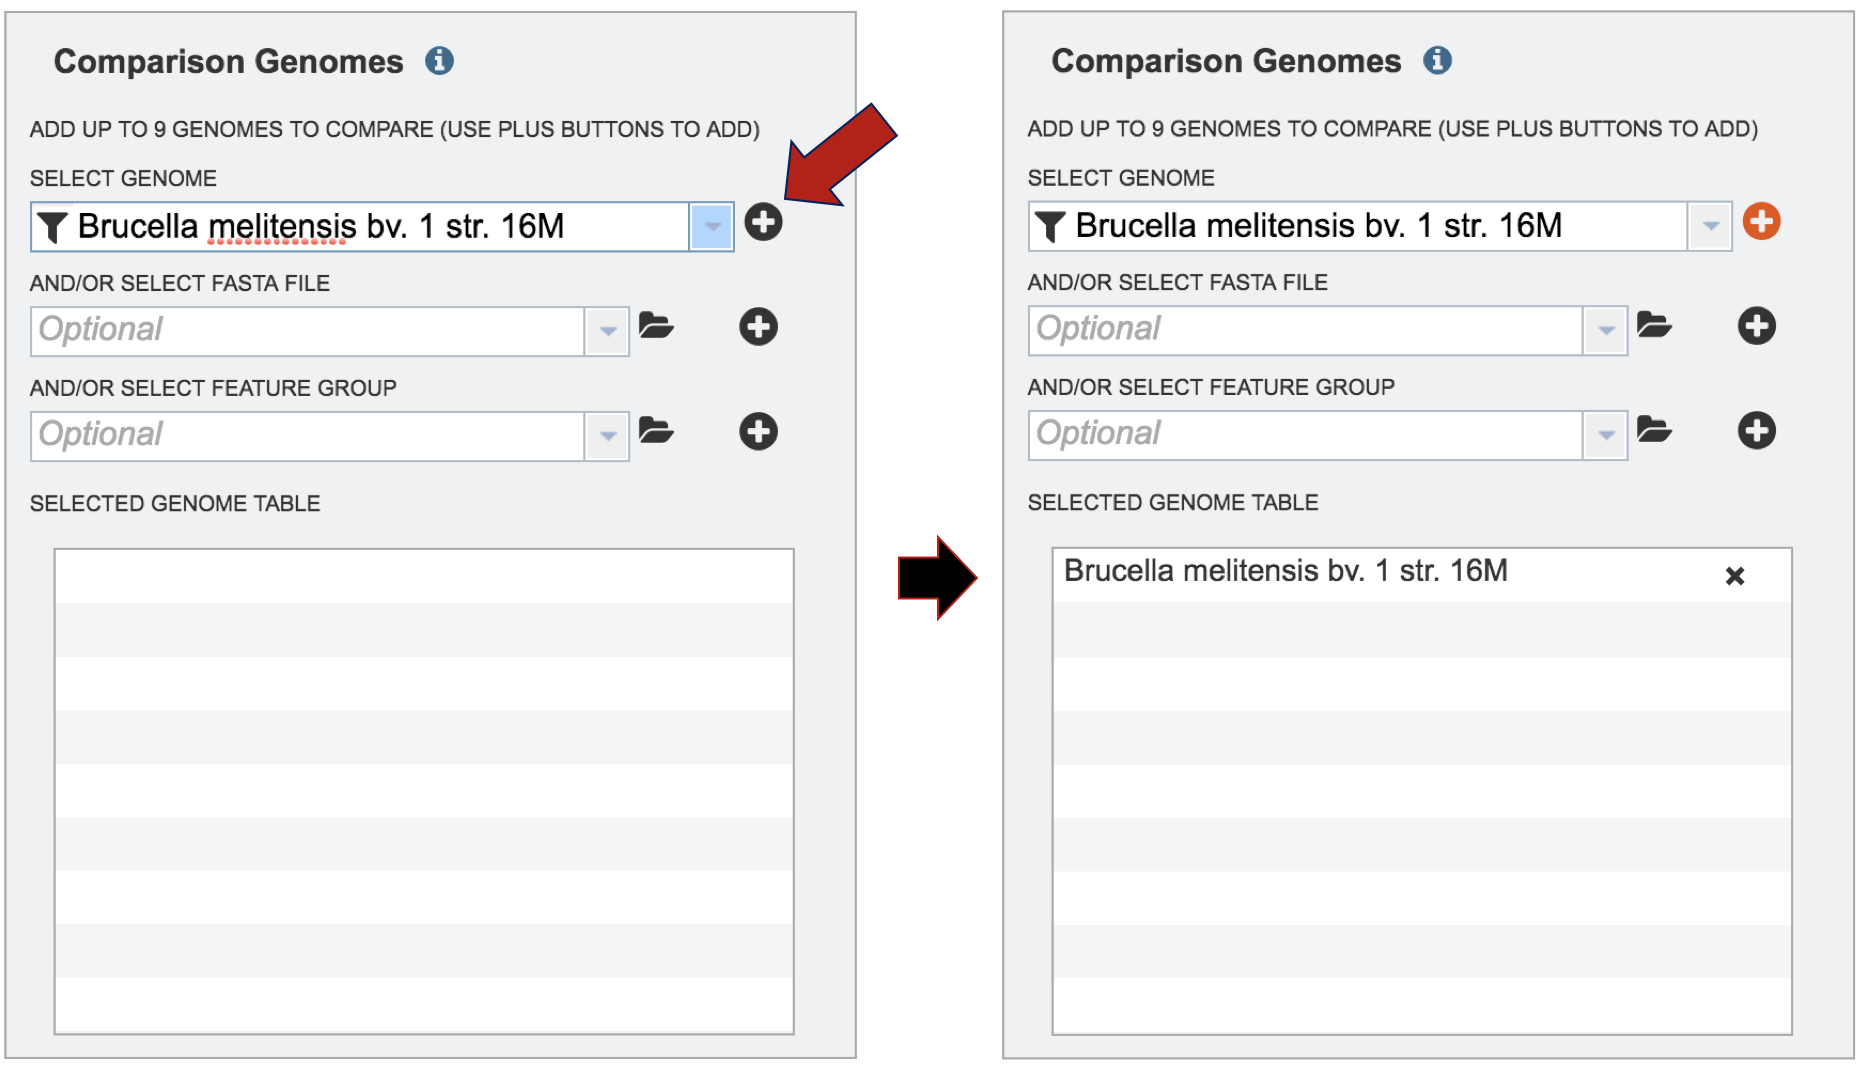 Comparison Genomes
ADD UP TO 9 GENOMES TO COMPARE (USE PLUS BUTTONS TO ADD)
SELECT GENOME
Brucella melitensis bv. 1 str. 16M
AND/OR SELECT FASTA FILE
Optional
AND/OR SELECT FEATURE GROUP
Optional
SELECTED GENOME TABLE
Comparison Genomes
ADD UP TO 9 GENOMES TO COMPARE (USE PLUS BUTTONS TO ADD)
SELECT GENOME
Brucella melitensis bv. 1 str. 16M
AND/OR SELECT FASTA FILE
Optional
AND/OR SELECT FEATURE GROUP
Optional
SELECTED GENOME TABLE
Brucella melitensis bv. 1 str. 16M